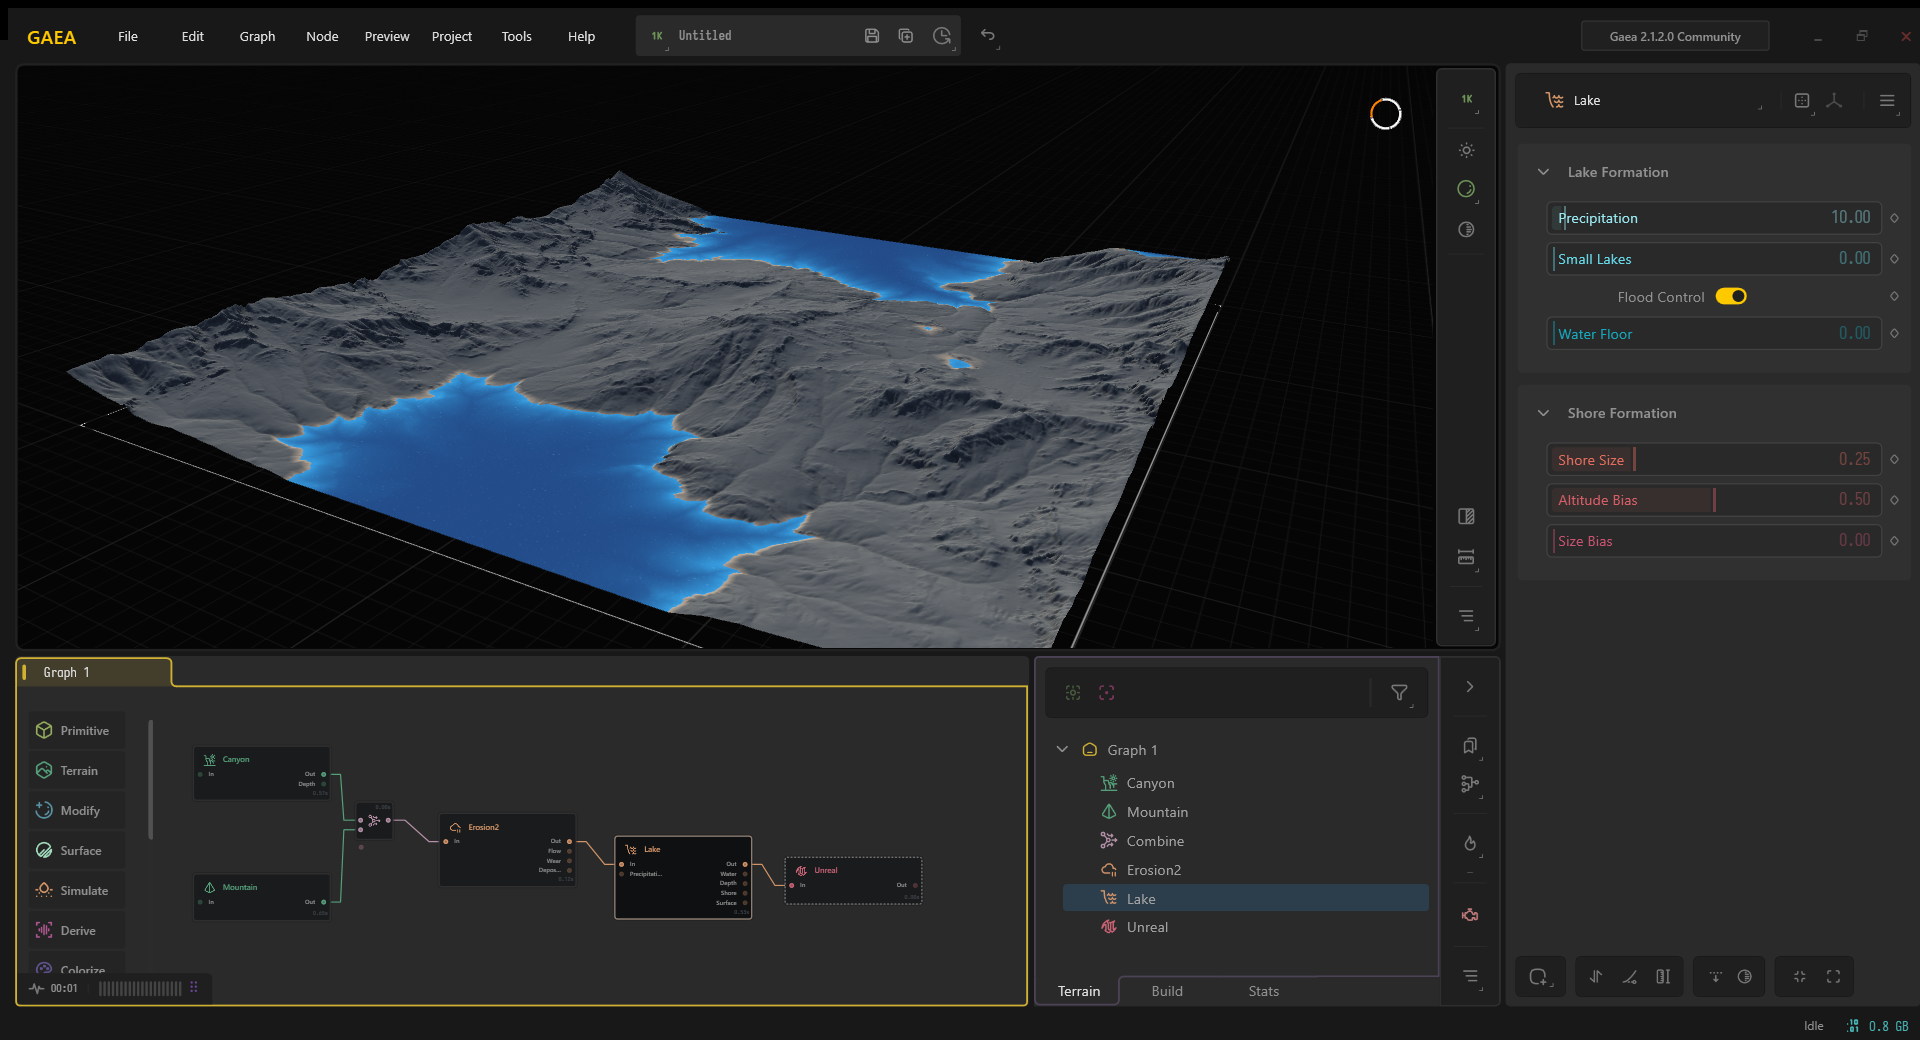 GAEA File Edit Graph Node Preview Project Tools Help 1K Untitled Gaea 2.1.2.0 Community
1K
Lake
Lake Formation
Precipitation 10.00
Small Lakes 0.00
Flood Control
Water Floor 0.00
Shore Formation
Shore Size 0.25
Altitude Bias 0.50
Size Bias 0.00
Graph 1
Primitive
Terrain
Modify
Surface
Simulate
Derive
Colorize
00:01
Canyon
In Out
Depth
Mountain
In Out
Erosion2
In Out
Flow
Wear
Depos...
Lake
In Out
Precipitati... Water
Depth
Shore
Surface
Unreal
In Out
Graph 1
Canyon
Mountain
Combine
Erosion2
Lake
Unreal
Terrain Build Stats
Idle 0.8 GB